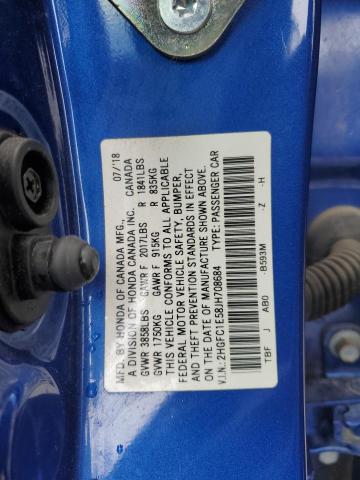 MFD. BY HONDA OF CANADA MFG., 07/18
A DIVISION OF HONDA CANADA INC. CANADA
GVWR 3858LBS GAWR F 2017LBS R 1841LBS
GVWR 1750KG GAWR F 915KG R 835KG
THIS VEHICLE CONFORMS TO ALL APPLICABLE
FEDERAL MOTOR VEHICLE SAFETY, BUMPER,
AND THEFT PREVENTION STANDARDS IN EFFECT
ON THE DATE OF MANUFACTURE SHOWN ABOVE.
V.I.N.: 2HGFC1E58JH708684 TYPE: PASSENGER CAR
TBF J AB0 -B593M -Z -H